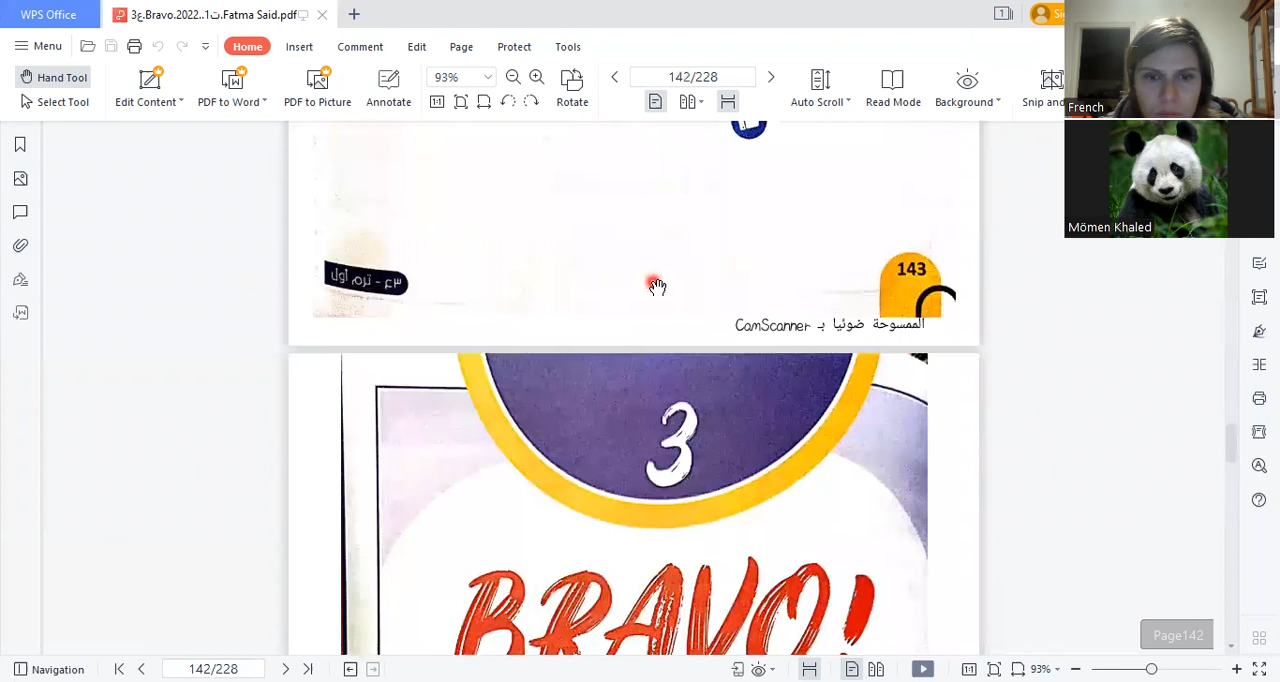 WPS Office
3ع.Bravo.2022..1ت.Fatma Said.pdf
1
Menu
Home
Insert
Comment
Edit
Page
Protect
Tools
Hand Tool
Select Tool
Edit Content
PDF to Word
PDF to Picture
Annotate
93%
Rotate
142/228
Auto Scroll
Read Mode
Background
Snip and
French
Mömen Khaled
ع٣ - ترم أول
143
الممسوحة ضوئيا بـ CamScanner
3
BRAVO!
Page142
Navigation
142/228
93%